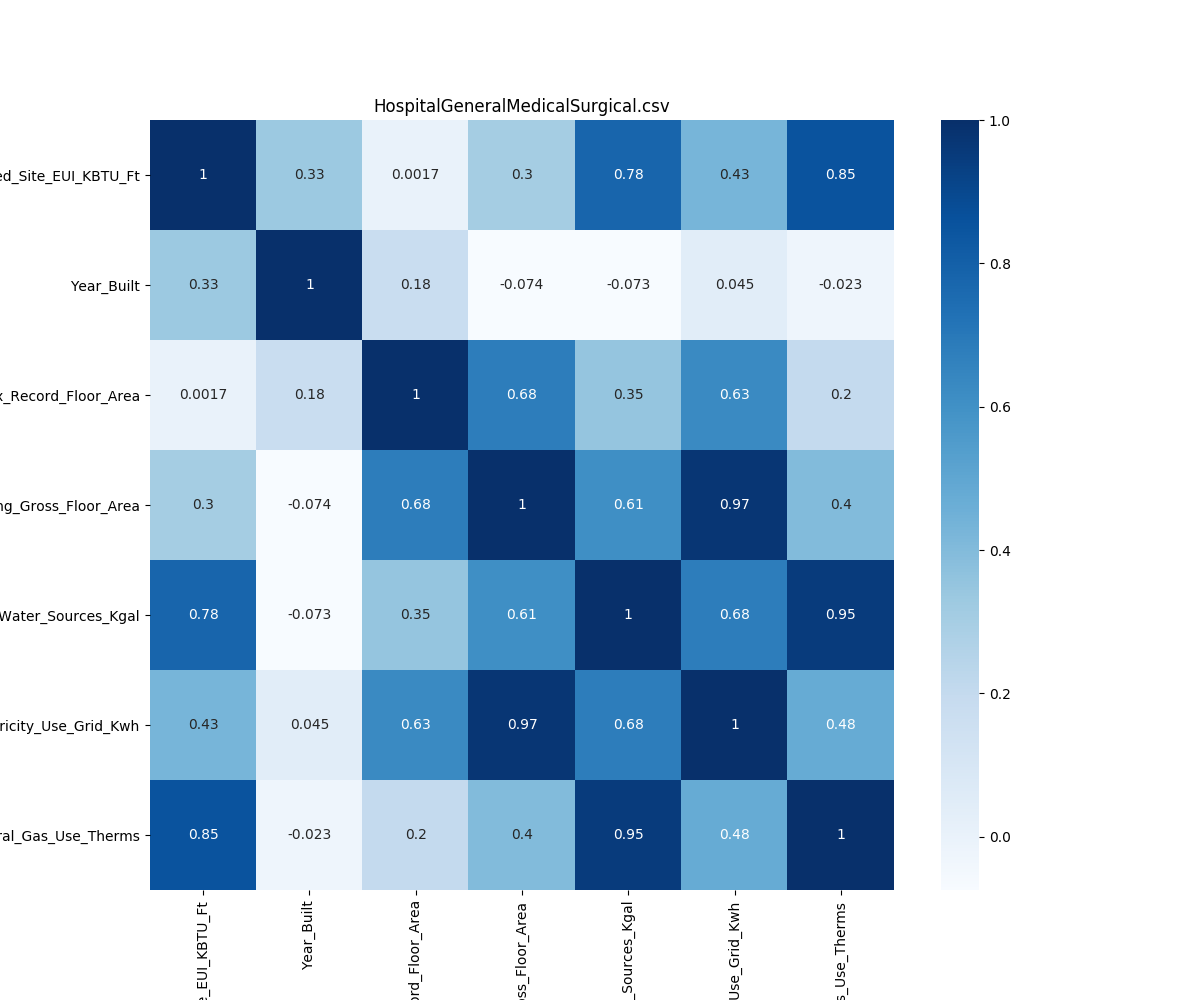 HospitalGeneralMedicalSurgical.csv
ed_Site_EUI_KBTU_Ft 1 0.33 0.0017 0.3 0.78 0.43 0.85
Year_Built 0.33 1 0.18 -0.074 -0.073 0.045 -0.023
x_Record_Floor_Area 0.0017 0.18 1 0.68 0.35 0.63 0.2
ng_Gross_Floor_Area 0.3 -0.074 0.68 1 0.61 0.97 0.4
Water_Sources_Kgal 0.78 -0.073 0.35 0.61 1 0.68 0.95
ricity_Use_Grid_Kwh 0.43 0.045 0.63 0.97 0.68 1 0.48
ral_Gas_Use_Therms 0.85 -0.023 0.2 0.4 0.95 0.48 1
e_EUI_KBTU_Ft
Year_Built
ord_Floor_Area
oss_Floor_Area
_Sources_Kgal
Use_Grid_Kwh
s_Use_Therms
1.0
0.8
0.6
0.4
0.2
0.0